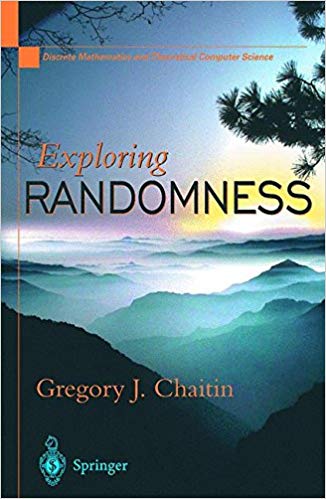 Discrete Mathematics and Theoretical Computer Science
Exploring
RANDOMNESS
Gregory J. Chaitin
Springer